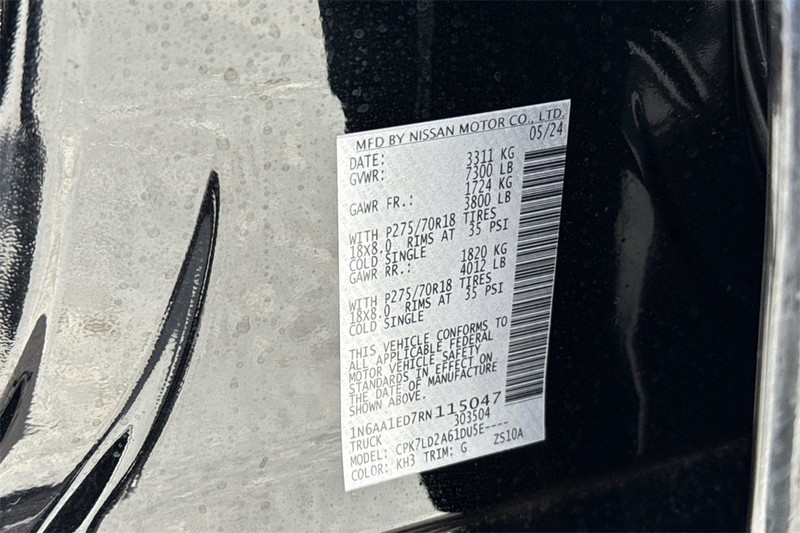 MFD BY NISSAN MOTOR CO., LTD.
DATE: 05/24
GVWR: 3311 KG
7300 LB
GAWR FR.: 1724 KG
3800 LB
WITH P275/70R18 TIRES
18X8.0 RIMS AT 35 PSI
COLD SINGLE
GAWR RR.: 1820 KG
4012 LB
WITH P275/70R18 TIRES
18X8.0 RIMS AT 35 PSI
COLD SINGLE
THIS VEHICLE CONFORMS TO
ALL APPLICABLE FEDERAL
MOTOR VEHICLE SAFETY
STANDARDS IN EFFECT ON
THE DATE OF MANUFACTURE
SHOWN ABOVE.
1N6AA1ED7RN115047
TRUCK 303504
MODEL: CPK7LD2A61DU5E----
COLOR: KH3 TRIM: G ZS10A